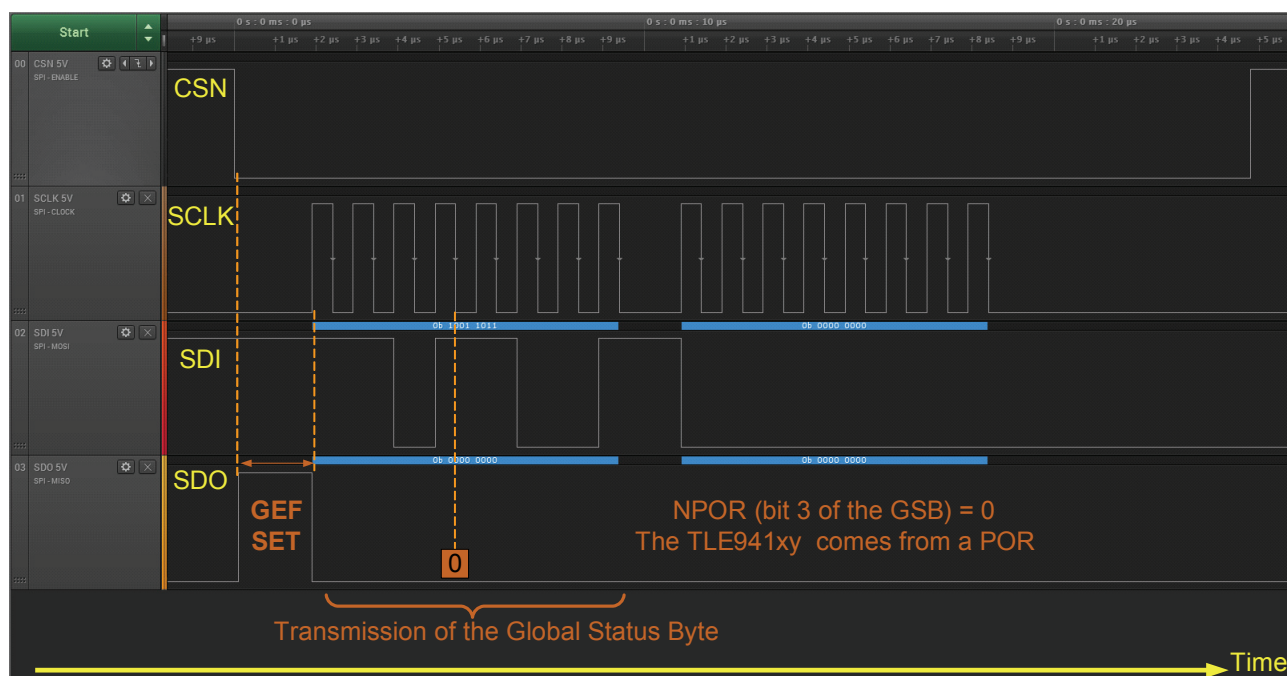 Start
0 s : 0 ms : 0 µs
0 s : 0 ms : 10 µs
0 s : 0 ms : 20 µs
+9 µs
+1 µs +2 µs +3 µs +4 µs +5 µs +6 µs +7 µs +8 µs +9 µs
+1 µs +2 µs +3 µs +4 µs +5 µs +6 µs +7 µs +8 µs +9 µs
+1 µs +2 µs +3 µs +4 µs +5 µs
00 CSN 5V
SPI - ENABLE
CSN
01 SCLK 5V
SPI - CLOCK
SCLK
0b 1001 1011
0b 0000 0000
02 SDI 5V
SPI - MOSI
SDI
0b 0000 0000
0b 0000 0000
03 SDO 5V
SPI - MISO
SDO
GEF
SET
0
NPOR (bit 3 of the GSB) = 0
The TLE941xy comes from a POR
Transmission of the Global Status Byte
Time